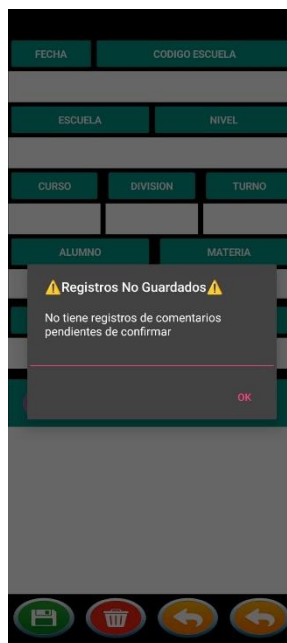 FECHA CODIGO ESCUELA
ESCUELA NIVEL
CURSO DIVISION TURNO
ALUMNO MATERIA
⚠️Registros No Guardados⚠️
No tiene registros de comentarios
pendientes de confirmar
OK